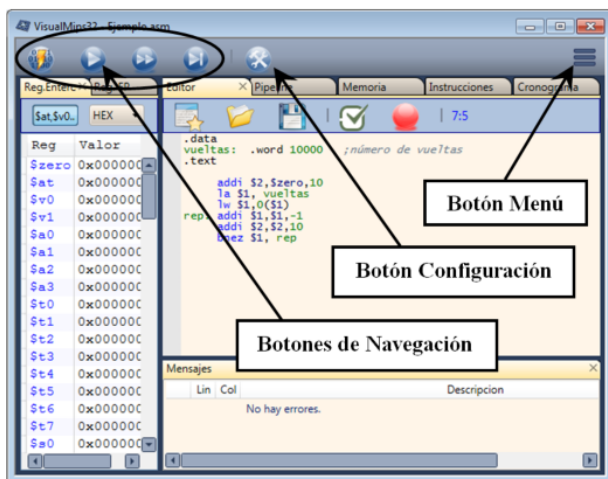 VisualMips32 - Ejemplo.asm
Reg.Enterc Reg.FP
Editor Pipeline Memoria Instrucciones Cronograma
$at,$v0.. HEX
7:5
Reg Valor
$zero 0x000000
$at 0x000000
$v0 0x000000
$v1 0x000000
$a0 0x000000
$a1 0x000000
$a2 0x000000
$a3 0x000000
$t0 0x000000
$t1 0x000000
$t2 0x000000
$t3 0x000000
$t4 0x000000
$t5 0x000000
$t6 0x000000
$t7 0x000000
$s0 0x000000
.data
vueltas: .word 10000 ;número de vueltas
.text
addi $2,$zero,10
la $1, vueltas
lw $1,0($1)
rep: addi $1,$1,-1
addi $2,$2,10
bnez $1, rep
Botón Menú
Botón Configuración
Botones de Navegación
Mensajes
Lin Col Descripcion
No hay errores.